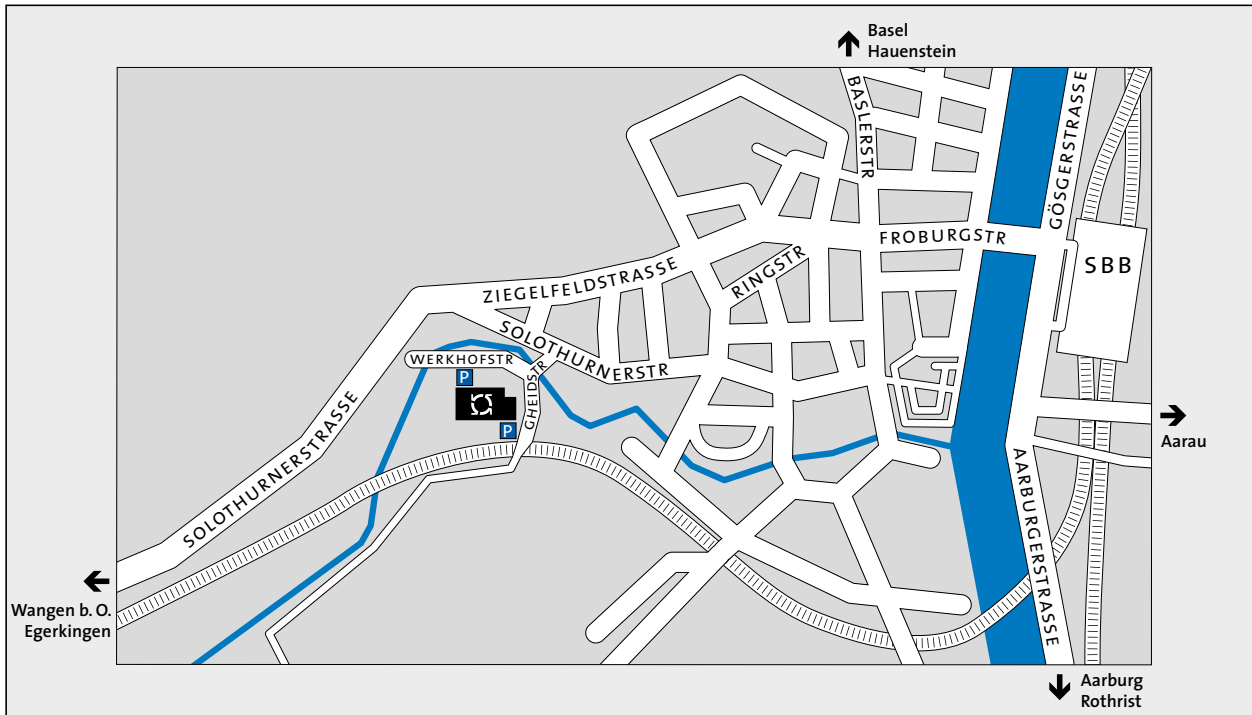 Basel
Hauenstein
BASLERSTR
GÖSGERSTRASSE
FROBURGSTR
SBB
RINGSTR
ZIEGELFELDSTRASSE
SOLOTHURNERSTR
WERKHOFSTR
P
GHEIDSTR
P
SOLOTHURNERSTRASSE
Aarau
AARBURGERSTRASSE
Wangen b. O.
Egerkingen
Aarburg
Rothrist